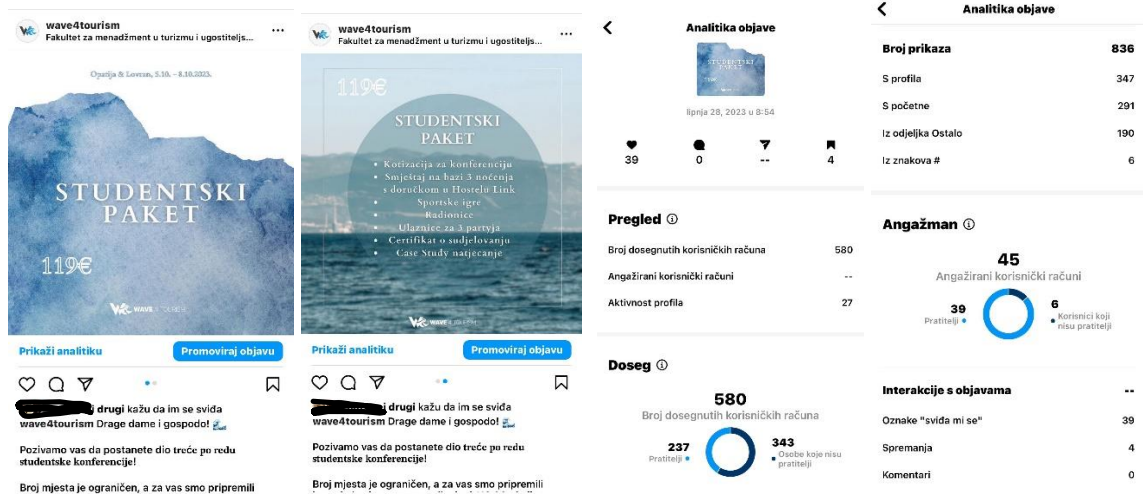 wave4tourism
Fakultet za menadžment u turizmu i ugostiteljs...
Opatija & Lovran, 5.10. - 8.10.2023.
STUDENTSKI
PAKET
119€
WAVE4TOURISM
Prikaži analitiku
Promoviraj objavu
i drugi kažu da im se sviđa
wave4tourism Drage dame i gospodo! 🌊
Pozivamo vas da postanete dio treće po redu
studentske konferencije!
Broj mjesta je ograničen, a za vas smo pripremili
wave4tourism
Fakultet za menadžment u turizmu i ugostiteljs...
119€
STUDENTSKI
PAKET
• Kotizacija za konferenciju
• Smještaj na bazi 3 noćenja
s doručkom u Hostelu Link
• Sportske igre
• Radionice
• Ulaznice za 3 partyja
• Certifikat o sudjelovanju
• Case Study natjecanje
WAVE4TOURISM
Prikaži analitiku
Promoviraj objavu
i drugi kažu da im se sviđa
wave4tourism Drage dame i gospodo! 🌊
Pozivamo vas da postanete dio treće po redu
studentske konferencije!
Broj mjesta je ograničen, a za vas smo pripremili
Analitika objave
STUDENTSKI
PAKET
lipnja 28, 2023 u 8:54
39 0 -- 4
Pregled
Broj dosegnutih korisničkih računa 580
Angažirani korisnički računi --
Aktivnost profila 27
Doseg
580
Broj dosegnutih korisničkih računa
237
Pratitelji
343
Osobe koje nisu
pratitelji
Analitika objave
Broj prikaza 836
S profila 347
S početne 291
Iz odjeljka Ostalo 190
Iz znakova # 6
Angažman
45
Angažirani korisnički računi
39
Pratitelji
6
Korisnici koji
nisu pratitelji
Interakcije s objavama --
Oznake "sviđa mi se" 39
Spremanja 4
Komentari 0